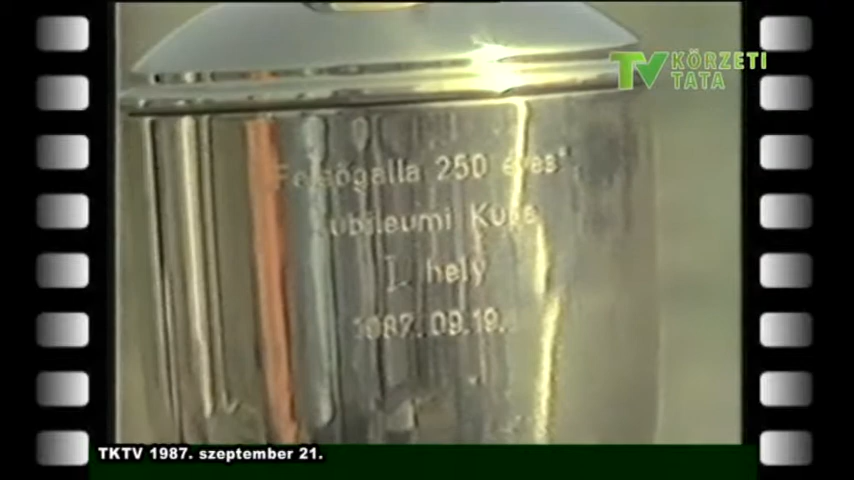 TV KÖRZETI
TATA
Felsőgalla 250 éves"
Jubileumi Kupa
I. hely
1987.09.19.
TKTV 1987. szeptember 21.